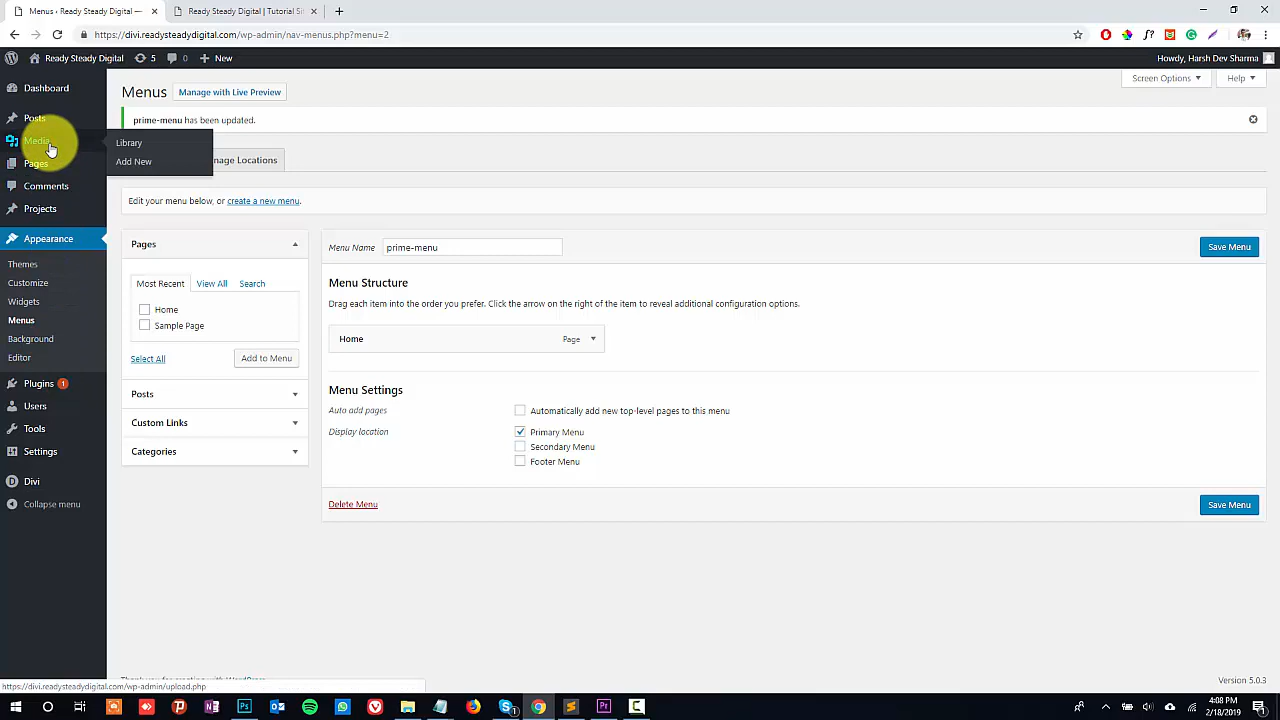 Menus ‹ Ready Steady Digital —
Ready Steady Digital | Tutorial Si
https://divi.readysteadydigital.com/wp-admin/nav-menus.php?menu=2
Ready Steady Digital
5
0
New
Howdy, Harsh Dev Sharma
Dashboard
Posts
Media
Library
Add New
Pages
Comments
Projects
Appearance
Themes
Customize
Widgets
Menus
Background
Editor
Plugins 1
Users
Tools
Settings
Divi
Collapse menu
Screen Options
Help
Menus
Manage with Live Preview
prime-menu has been updated.
nage Locations
Edit your menu below, or create a new menu.
Pages
Most Recent
View All
Search
Home
Sample Page
Select All
Add to Menu
Posts
Custom Links
Categories
Menu Name
prime-menu
Save Menu
Menu Structure
Drag each item into the order you prefer. Click the arrow on the right of the item to reveal additional configuration options.
Home
Page
Menu Settings
Auto add pages
Automatically add new top-level pages to this menu
Display location
Primary Menu
Secondary Menu
Footer Menu
Delete Menu
Save Menu
Thank you for creating with WordPress
Version 5.0.3
https://divi.readysteadydigital.com/wp-admin/upload.php
4:08 PM
2/18/2019